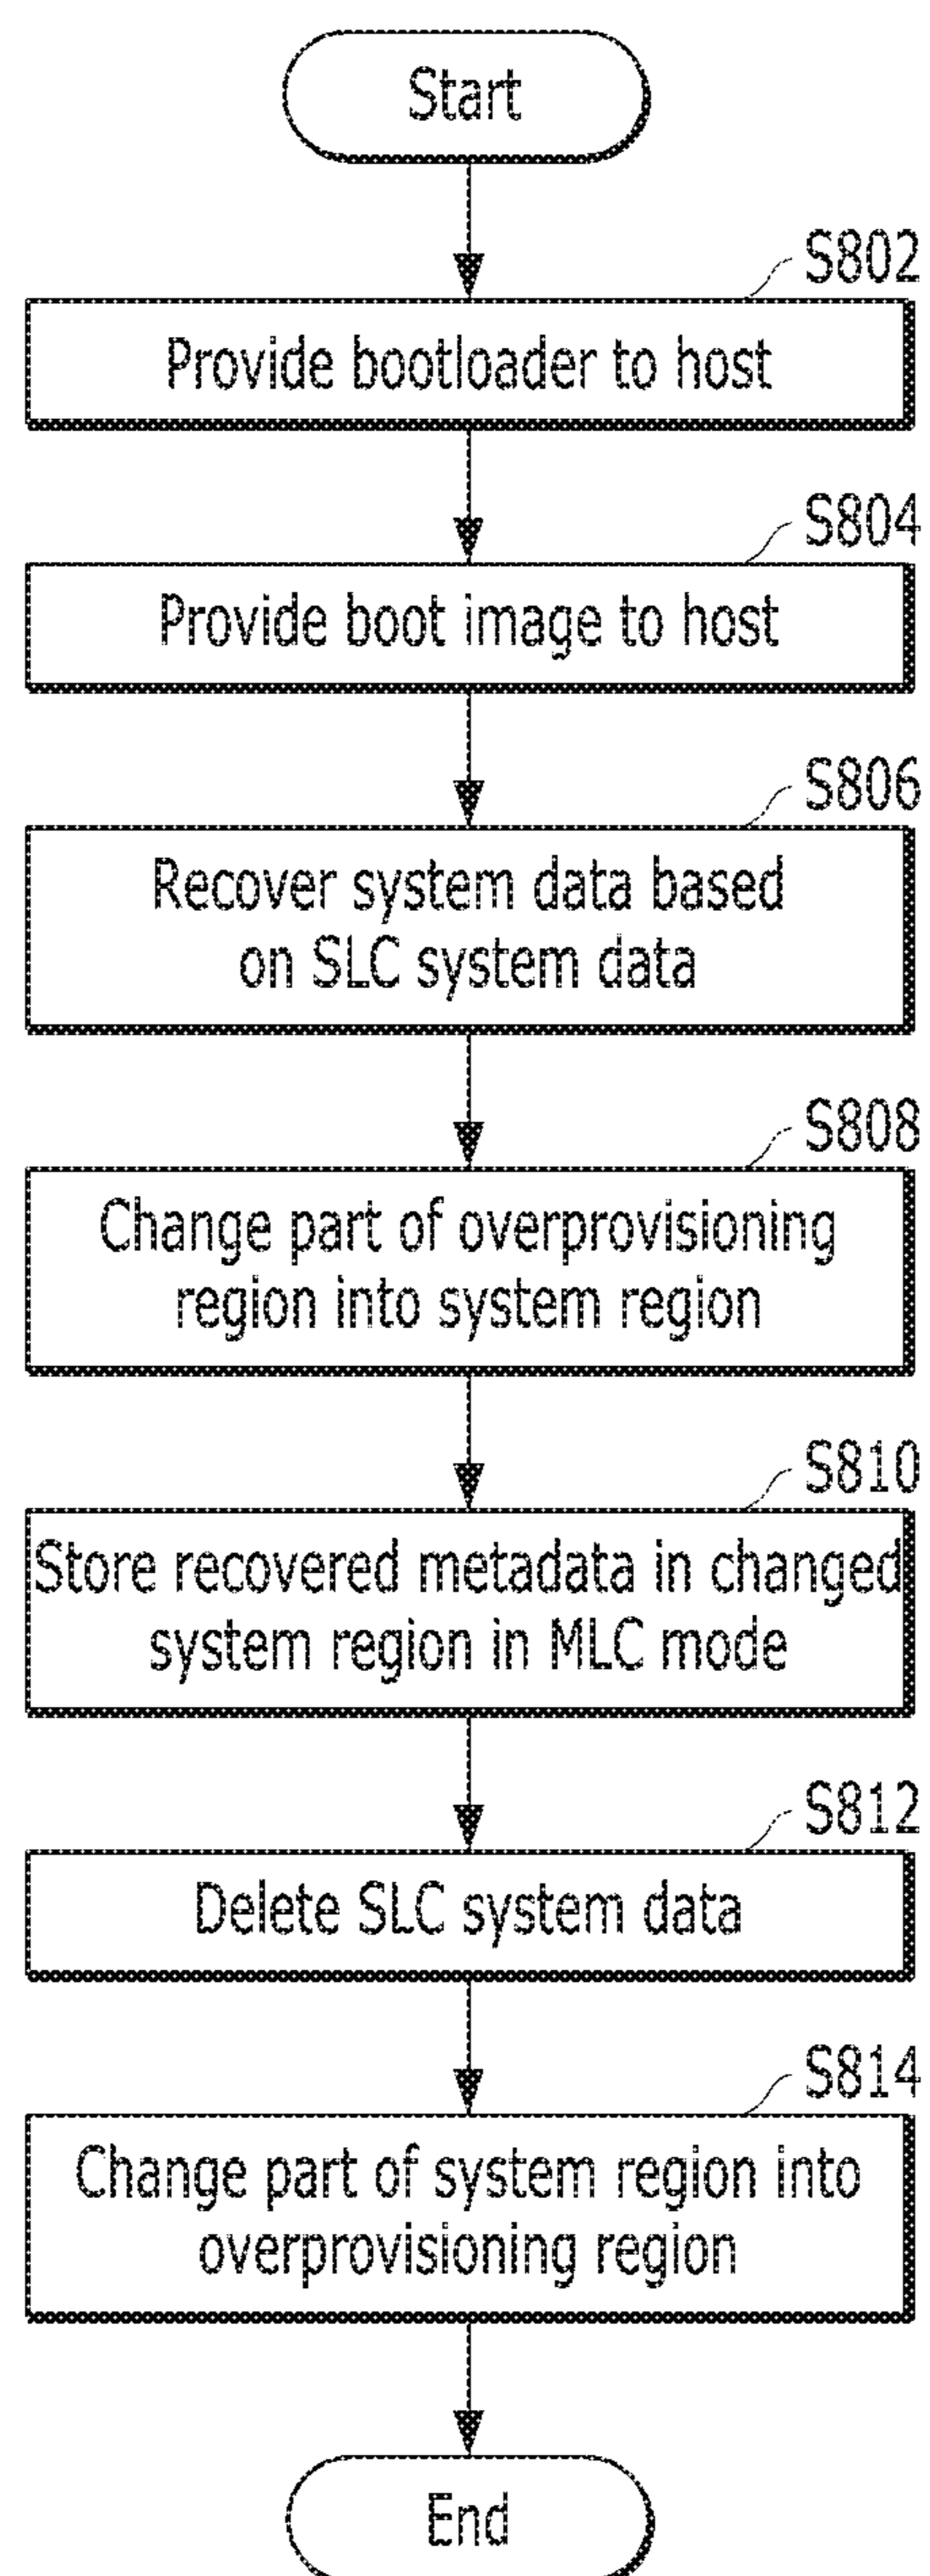 Start
S802
Provide bootloader to host
S804
Provide boot image to host
S806
Recover system data based
on SLC system data
S808
Change part of overprovisioning
region into system region
S810
Store recovered metadata in changed
system region in MLC mode
S812
Delete SLC system data
S814
Change part of system region into
overprovisioning region
End